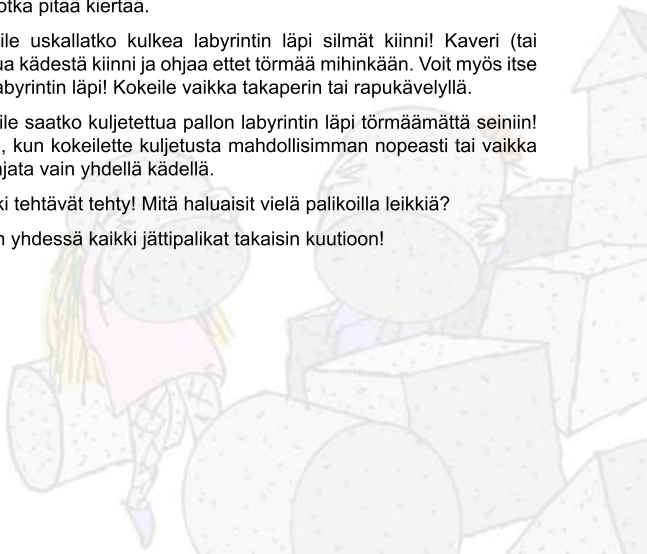 otka pitää kiertää.
ile uskallatko kulkea labyrintin läpi silmät kiinni! Kaveri (tai
ua kädestä kiinni ja ohjaa ettet törmää mihinkään. Voit myös itse
abyrintin läpi! Kokeile vaikka takaperin tai rapukävelyllä.
ile saatko kuljetettua pallon labyrintin läpi törmäämättä seiniin!
, kun kokeilette kuljetusta mahdollisimman nopeasti tai vaikka
jata vain yhdellä kädellä.
ki tehtävät tehty! Mitä haluaisit vielä palikoilla leikkiä?
n yhdessä kaikki jättipalikat takaisin kuutioon!